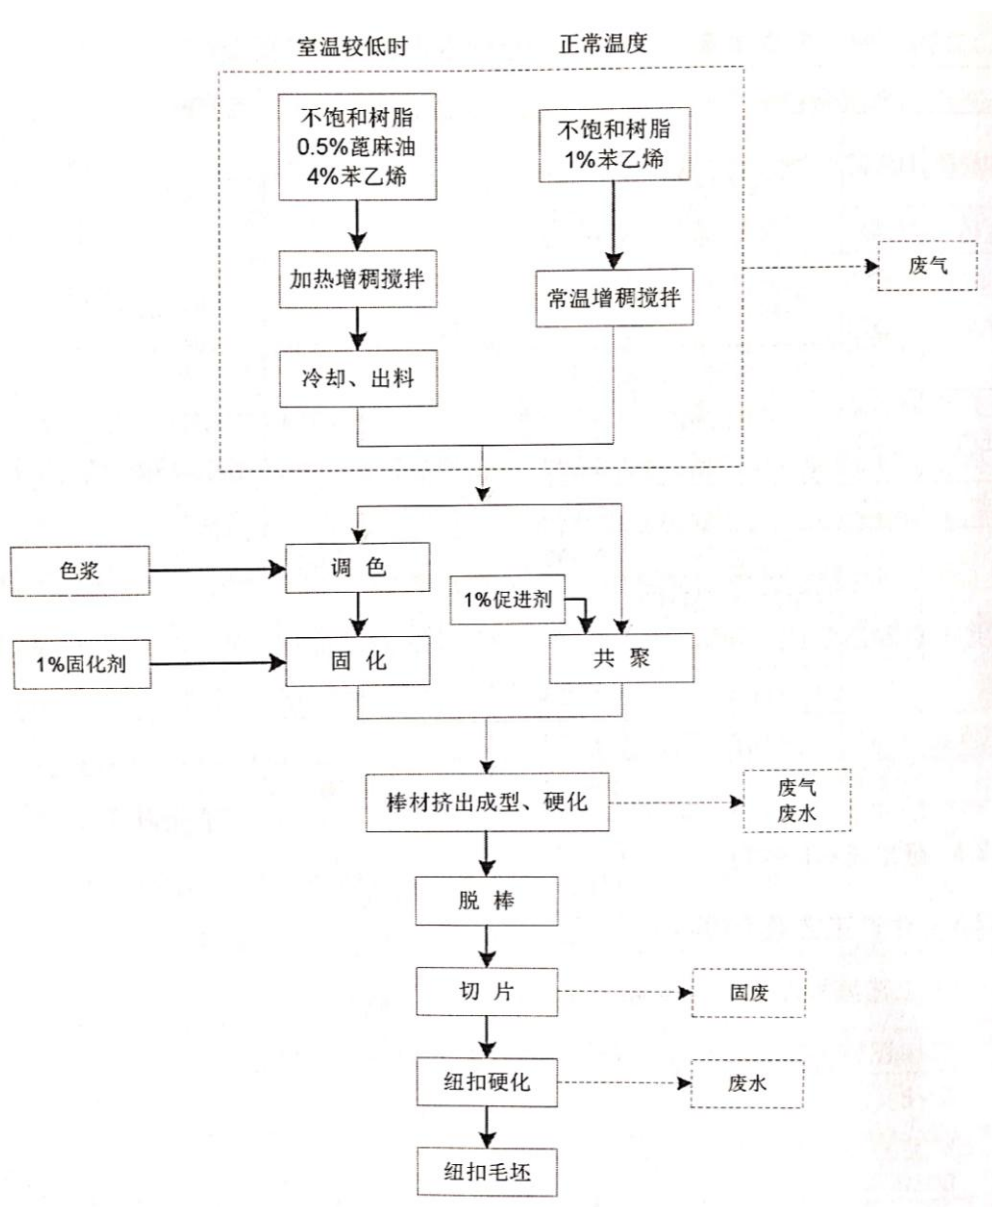 室温较低时
正常温度
不饱和树脂
0.5%蓖麻油
4%苯乙烯
不饱和树脂
1%苯乙烯
加热增稠搅拌
常温增稠搅拌
废气
冷却、出料
色浆
调 色
1%促进剂
1%固化剂
固 化
共 聚
棒材挤出成型、硬化
废气
废水
脱 棒
切 片
固废
纽扣硬化
废水
纽扣毛坯